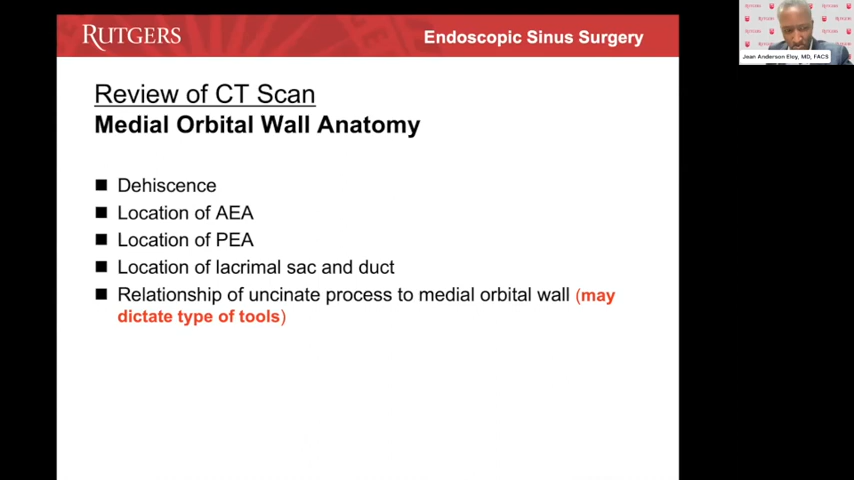 RUTGERS
Endoscopic Sinus Surgery
Jean Anderson Eloy, MD, FACS
Review of CT Scan
Medial Orbital Wall Anatomy
Dehiscence
Location of AEA
Location of PEA
Location of lacrimal sac and duct
Relationship of uncinate process to medial orbital wall (may
dictate type of tools)